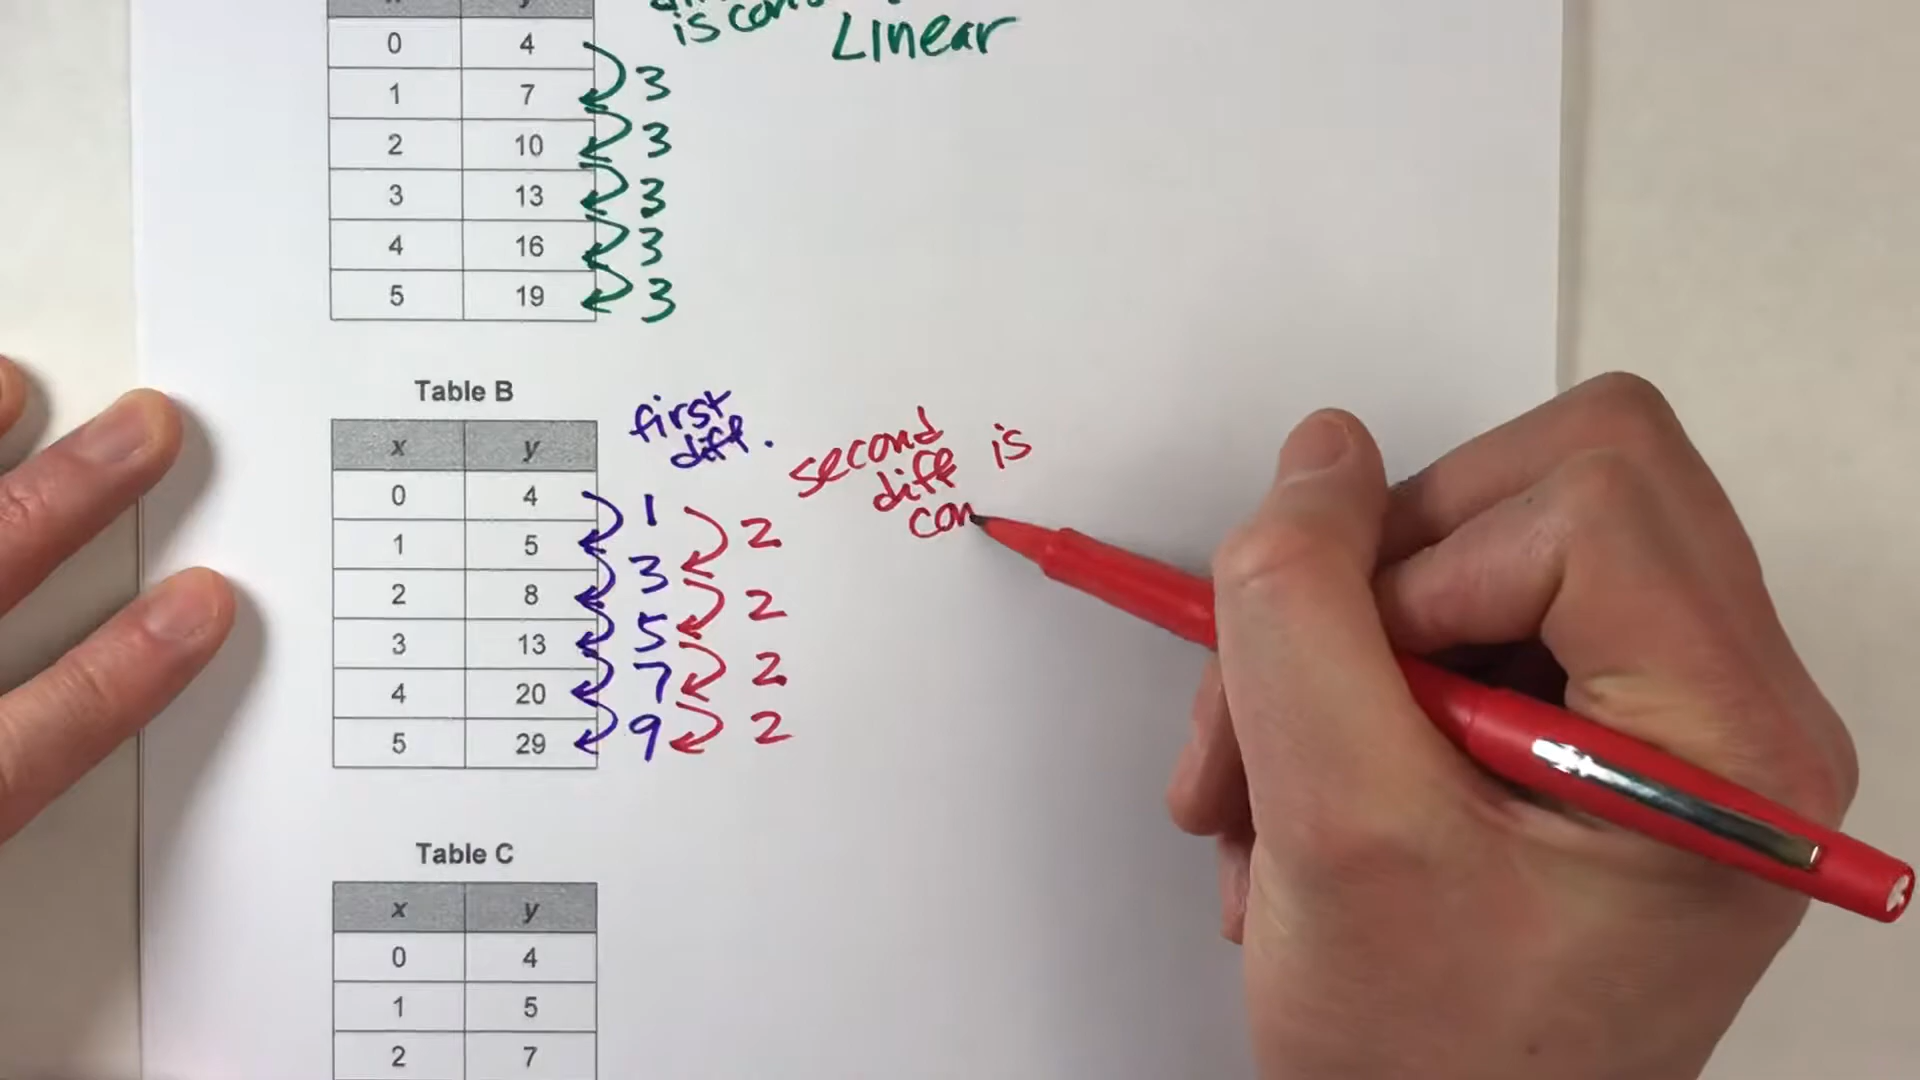 is
Linear
0 4
3
1 7
3
2 10
3
3 13
3
4 16
3
5 19
Table B
first
diff.
second
diff is
con
x y
0 4
1
2
1 5
3
2
2 8
5
2
3 13
7
2
4 20
9
5 29
Table C
x y
0 4
1 5
2 7